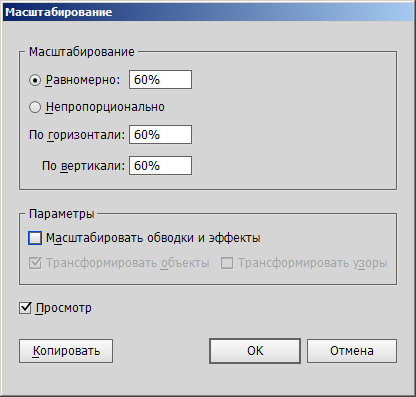 Масштабирование
Масштабирование
Равномерно: 60%
Непропорционально
По горизонтали: 60%
По вертикали: 60%
Параметры
Масштабировать обводки и эффекты
Трансформировать объекты Трансформировать узоры
Просмотр
Копировать OK Отмена